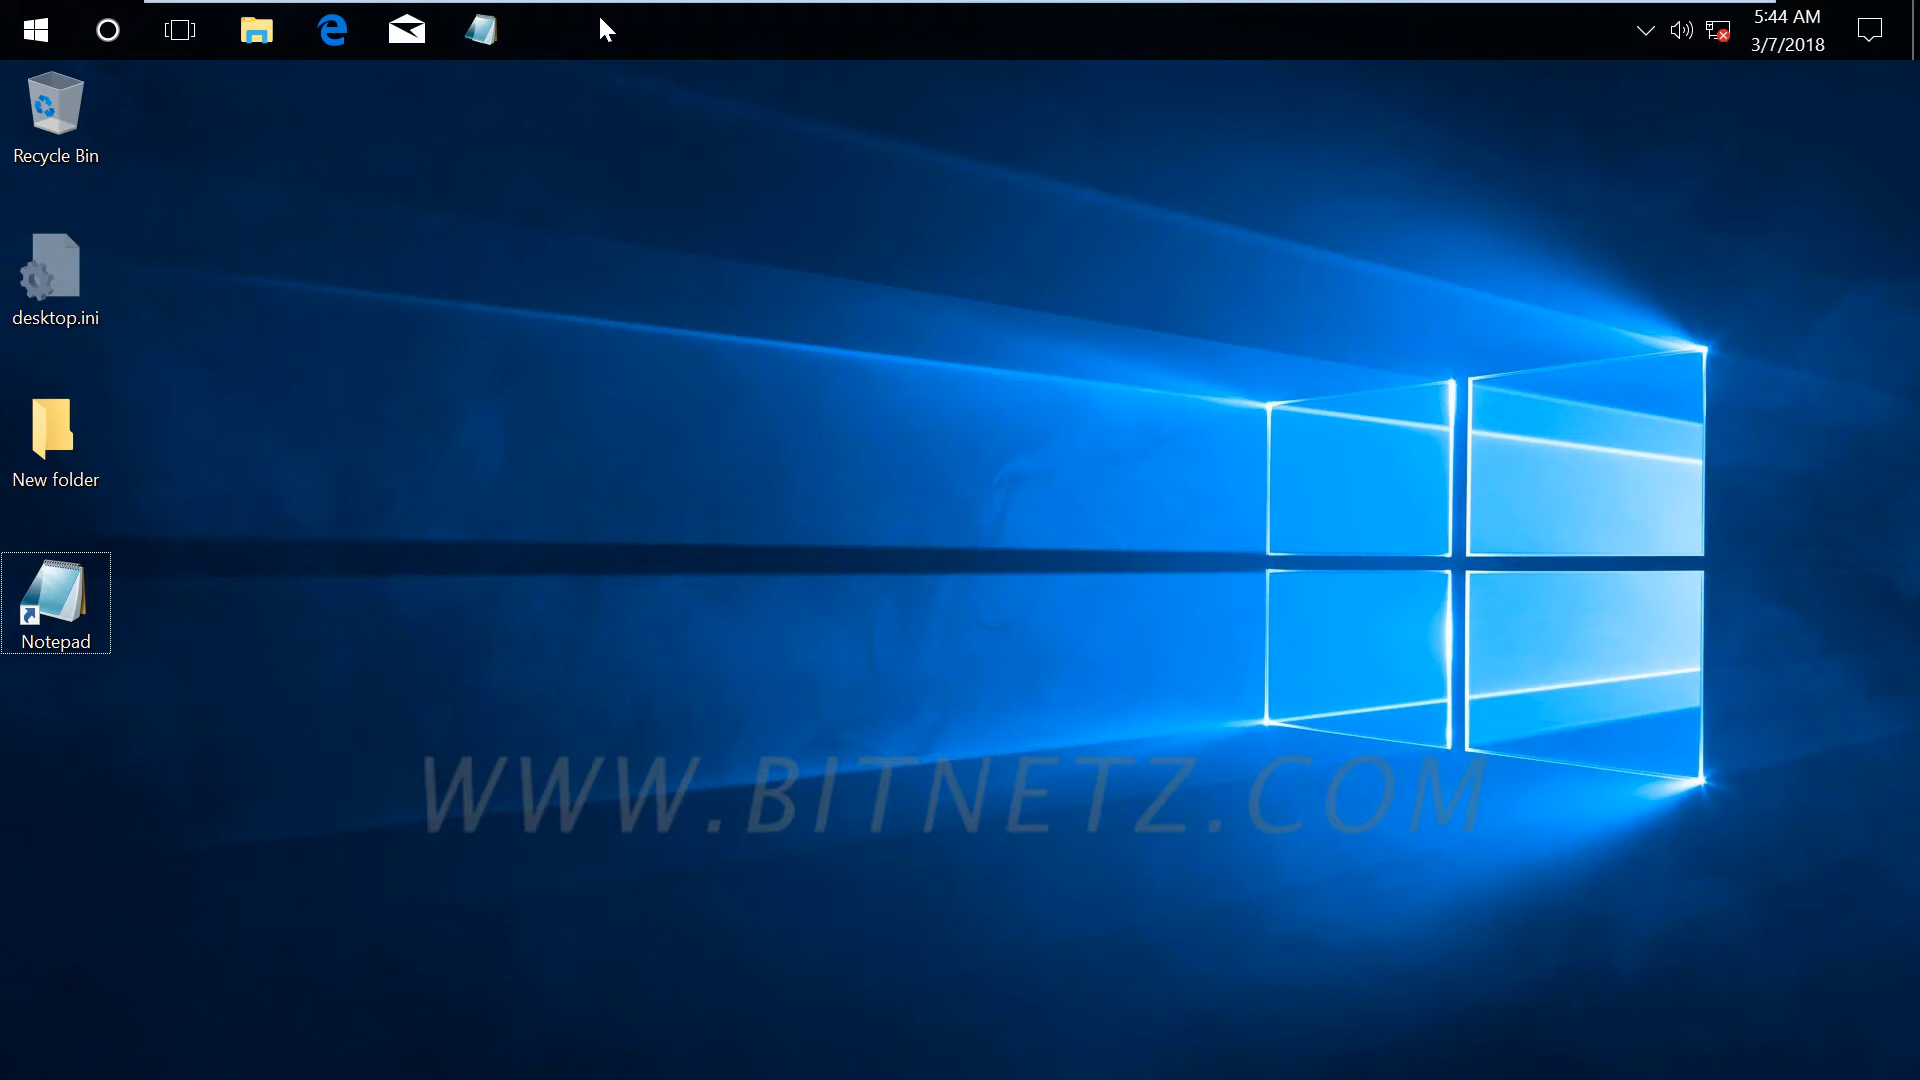 5:44 AM
3/7/2018
Recycle Bin
desktop.ini
New folder
Notepad
WWW.BITNETZ.COM